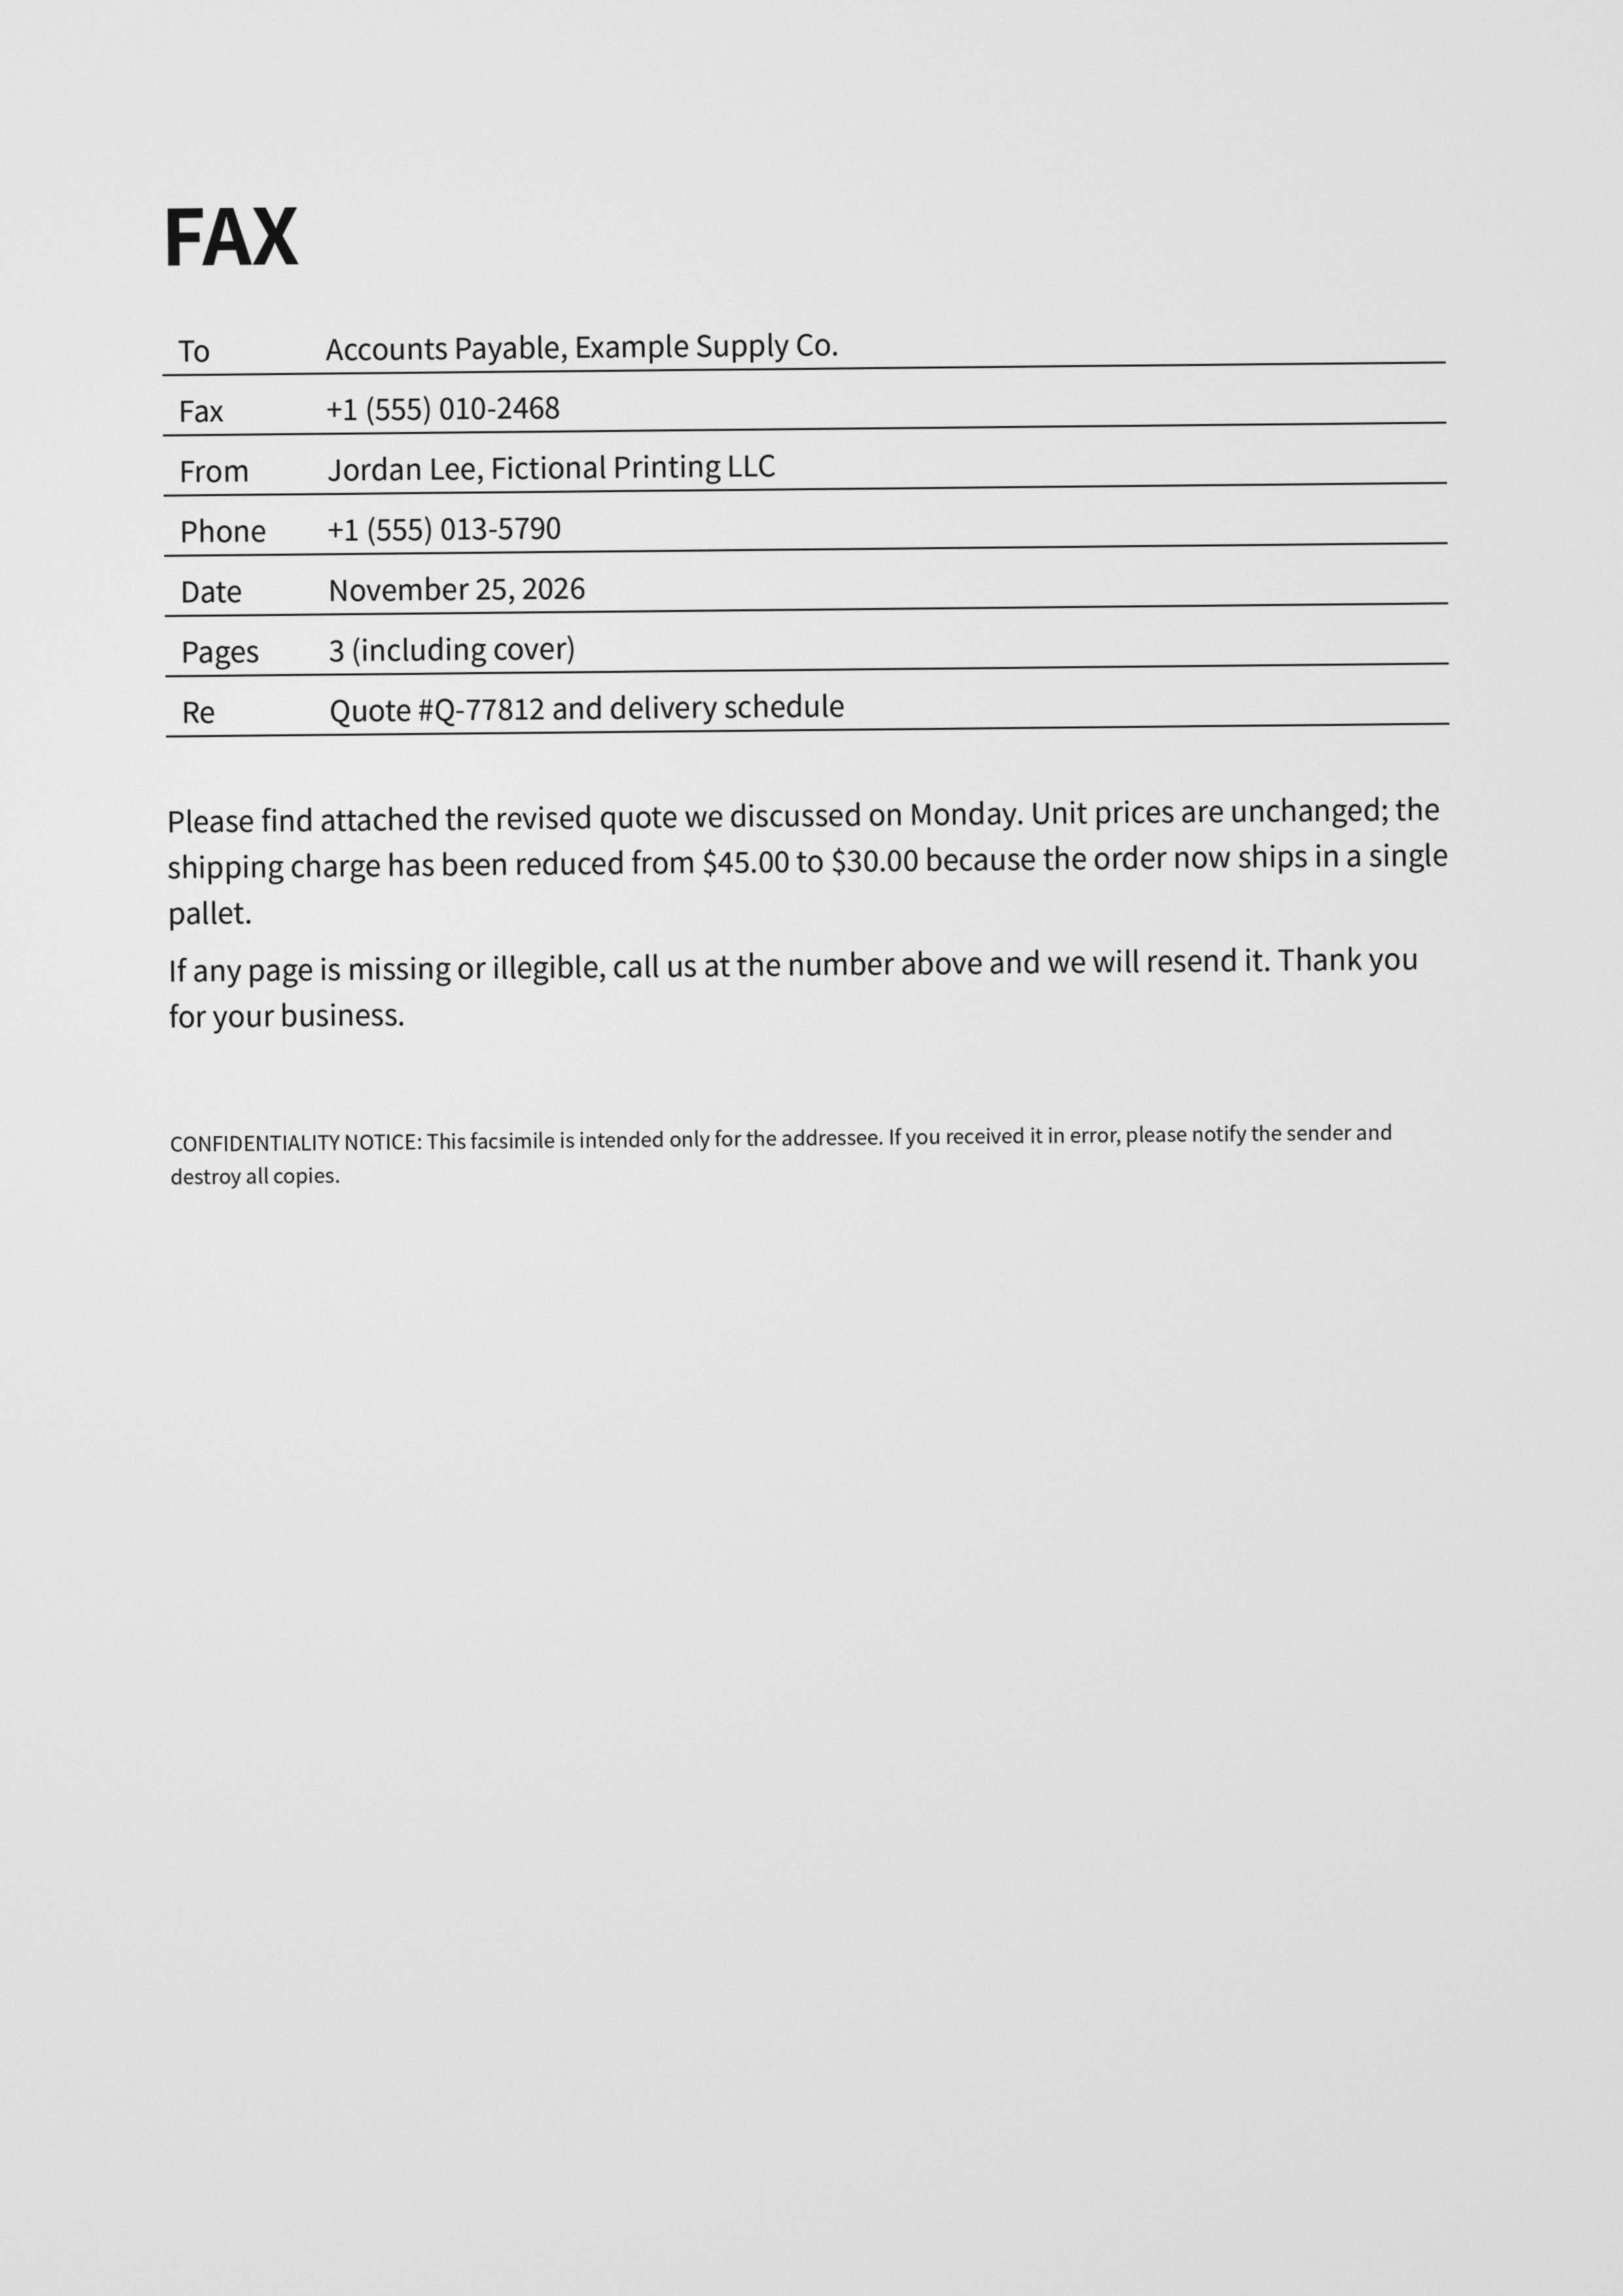 FAX
To Accounts Payable, Example Supply Co.
Fax +1 (555) 010-2468
From Jordan Lee, Fictional Printing LLC
Phone +1 (555) 013-5790
Date November 25, 2026
Pages 3 (including cover)
Re Quote #Q-77812 and delivery schedule
Please find attached the revised quote we discussed on Monday. Unit prices are unchanged; the
shipping charge has been reduced from $45.00 to $30.00 because the order now ships in a single
pallet.
If any page is missing or illegible, call us at the number above and we will resend it. Thank you
for your business.
CONFIDENTIALITY NOTICE: This facsimile is intended only for the addressee. If you received it in error, please notify the sender and
destroy all copies.